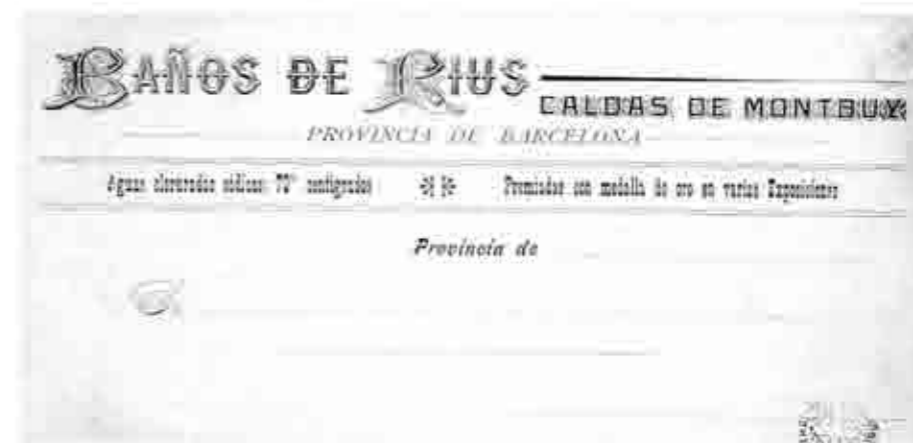 BAÑOS DE RIUS
CALDAS DE MONTBUY
PROVINCIA DE BARCELONA
Aguas cloruradas sódicas 70° centígrados Premiadas con medalla de oro en varias Exposiciones
Provincia de